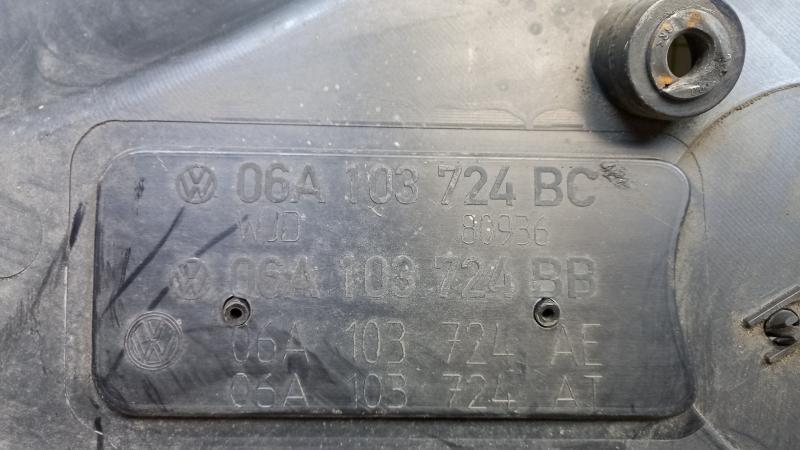 06A 103 724 BC
WJD 80936
06A 103 724 BB
06A 103 724 AE
06A 103 724 AT